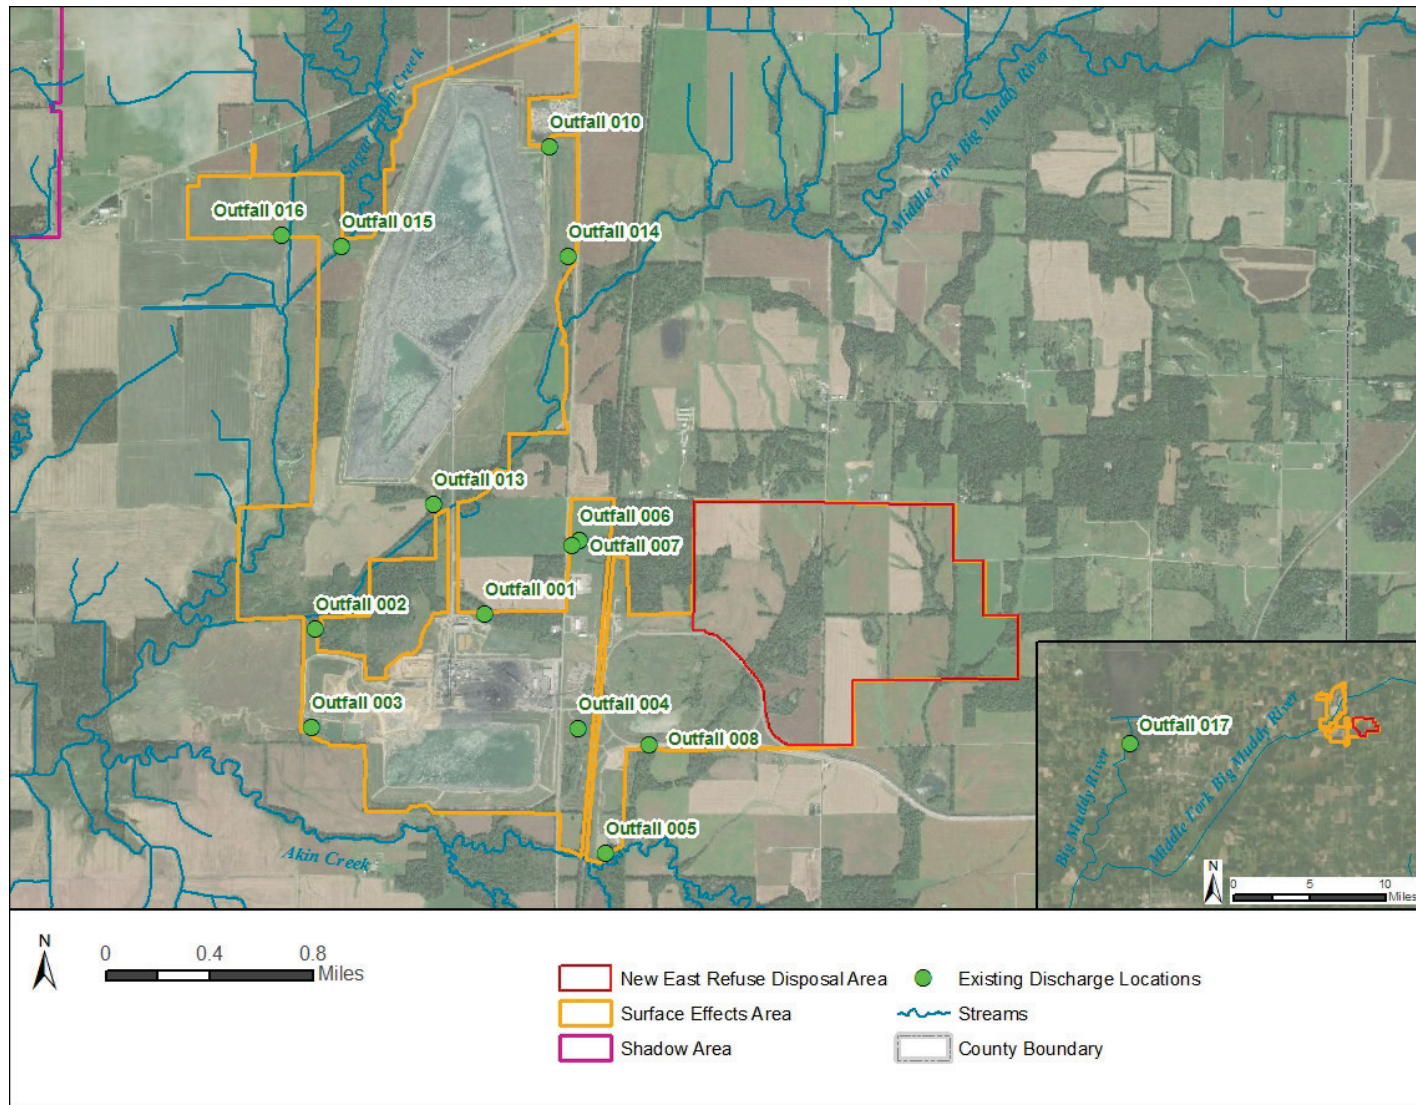 Sugar Camp Creek
Middle Fork Big Muddy River
Outfall 010
Outfall 016
Outfall 015
Outfall 014
Outfall 013
Outfall 006
Outfall 007
Outfall 001
Outfall 002
Outfall 003
Outfall 004
Outfall 008
Outfall 005
Akin Creek
Outfall 017
Big Muddy River
Middle Fork Big Muddy River
N
0 5 10
Miles
N
0 0.4 0.8
Miles
New East Refuse Disposal Area
Surface Effects Area
Shadow Area
Existing Discharge Locations
Streams
County Boundary